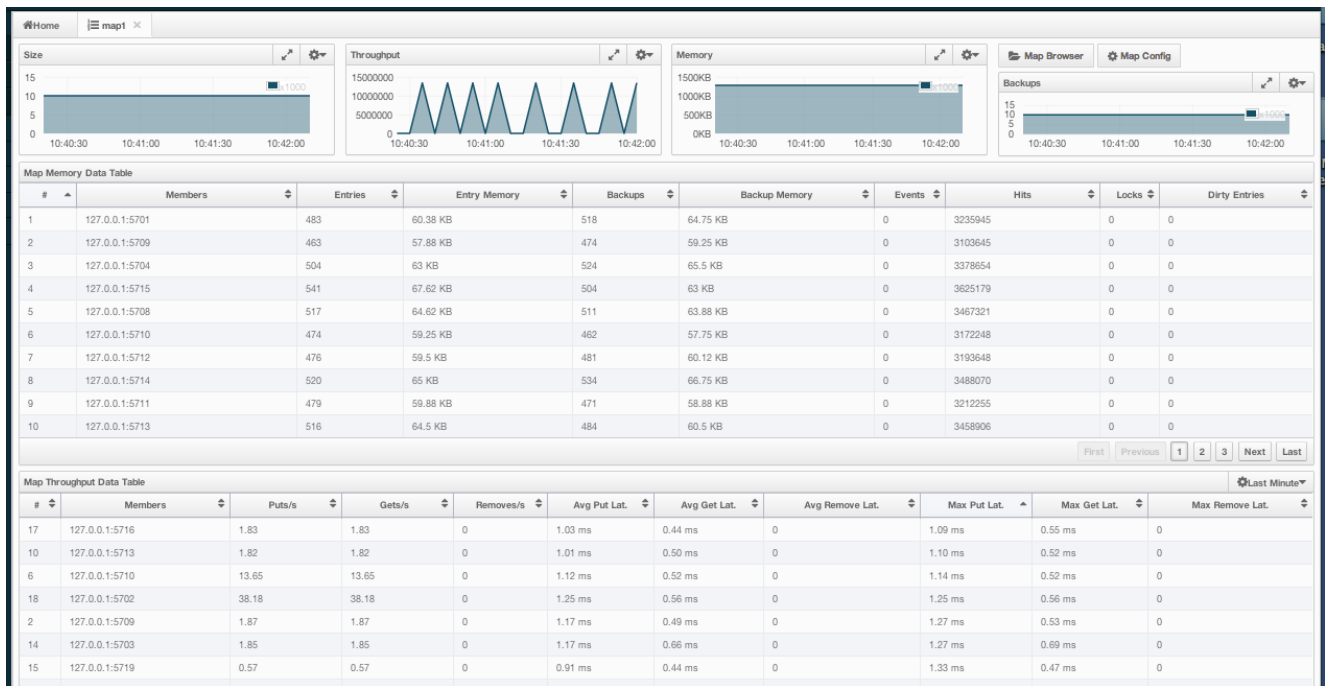 Home map1
Size
15
10
5
0
x1000
10:40:30 10:41:00 10:41:30 10:42:00
Throughput
15000000
10000000
5000000
0
10:40:30 10:41:00 10:41:30 10:42:00
Memory
1500KB
1000KB
500KB
0KB
x1000
10:40:30 10:41:00 10:41:30 10:42:00
Map Browser Map Config
Backups
15
10
5
0
x1000
10:40:30 10:41:00 10:41:30 10:42:00
Map Memory Data Table
# Members Entries Entry Memory Backups Backup Memory Events Hits Locks Dirty Entries
1 127.0.0.1:5701 483 60.38 KB 518 64.75 KB 0 3235945 0 0
2 127.0.0.1:5709 463 57.88 KB 474 59.25 KB 0 3103645 0 0
3 127.0.0.1:5704 504 63 KB 524 65.5 KB 0 3378654 0 0
4 127.0.0.1:5715 541 67.62 KB 504 63 KB 0 3625179 0 0
5 127.0.0.1:5708 517 64.62 KB 511 63.88 KB 0 3467321 0 0
6 127.0.0.1:5710 474 59.25 KB 462 57.75 KB 0 3172248 0 0
7 127.0.0.1:5712 476 59.5 KB 481 60.12 KB 0 3193648 0 0
8 127.0.0.1:5714 520 65 KB 534 66.75 KB 0 3488070 0 0
9 127.0.0.1:5711 479 59.88 KB 471 58.88 KB 0 3212255 0 0
10 127.0.0.1:5713 516 64.5 KB 484 60.5 KB 0 3458906 0 0
First Previous 1 2 3 Next Last
Map Throughput Data Table Last Minute
# Members Puts/s Gets/s Removes/s Avg Put Lat. Avg Get Lat. Avg Remove Lat. Max Put Lat. Max Get Lat. Max Remove Lat.
17 127.0.0.1:5716 1.83 1.83 0 1.03 ms 0.44 ms 0 1.09 ms 0.55 ms 0
10 127.0.0.1:5713 1.82 1.82 0 1.01 ms 0.50 ms 0 1.10 ms 0.52 ms 0
6 127.0.0.1:5710 13.65 13.65 0 1.12 ms 0.52 ms 0 1.14 ms 0.52 ms 0
18 127.0.0.1:5702 38.18 38.18 0 1.25 ms 0.56 ms 0 1.25 ms 0.56 ms 0
2 127.0.0.1:5709 1.87 1.87 0 1.17 ms 0.49 ms 0 1.27 ms 0.53 ms 0
14 127.0.0.1:5703 1.85 1.85 0 1.17 ms 0.66 ms 0 1.27 ms 0.69 ms 0
15 127.0.0.1:5719 0.57 0.57 0 0.91 ms 0.44 ms 0 1.33 ms 0.47 ms 0